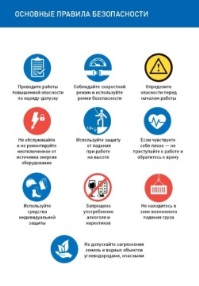 ОСНОВНЫЕ ПРАВИЛА БЕЗОПАСНОСТИ
Проводите работы
повышенной опасности
по наряду-допуску
Соблюдайте скоростной
режим и используйте
ремни безопасности
Определите
опасности перед
началом работы
Не обслуживайте
и не ремонтируйте
неотключенное от
источника энергии
оборудование
Используйте защиту
от падения
при работе
на высоте
Если чувствуете
себя плохо — не
приступайте к работе и
обратитесь к врачу
Используйте
средства
индивидуальной
защиты
Запрещено
употребление
алкоголя и
наркотиков
Не находитесь в
зоне возможного
падения груза
Не допускайте загрязнения
земель и водных объектов
углеводородами, опасными